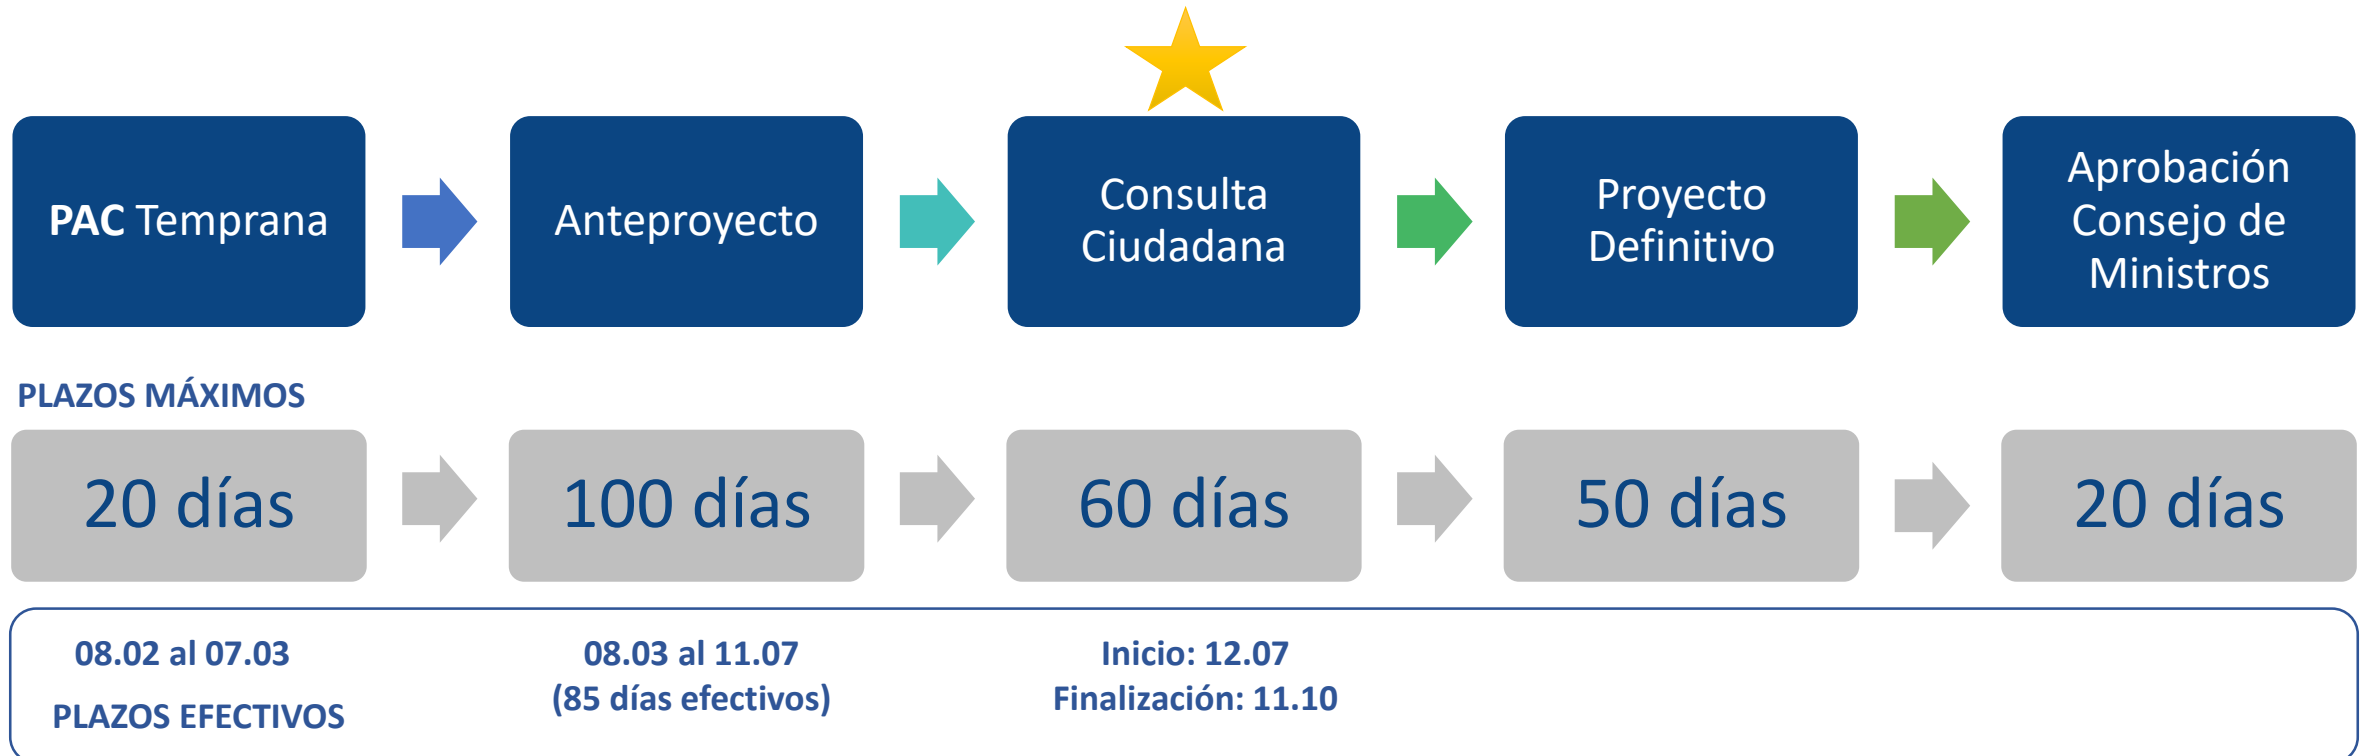 PAC Temprana
Anteproyecto
Consulta
Ciudadana
Proyecto
Definitivo
Aprobación
Consejo de
Ministros
PLAZOS MÁXIMOS
20 días
100 días
60 días
50 días
20 días
08.02 al 07.03
PLAZOS EFECTIVOS
08.03 al 11.07
(85 días efectivos)
Inicio: 12.07
Finalización: 11.10